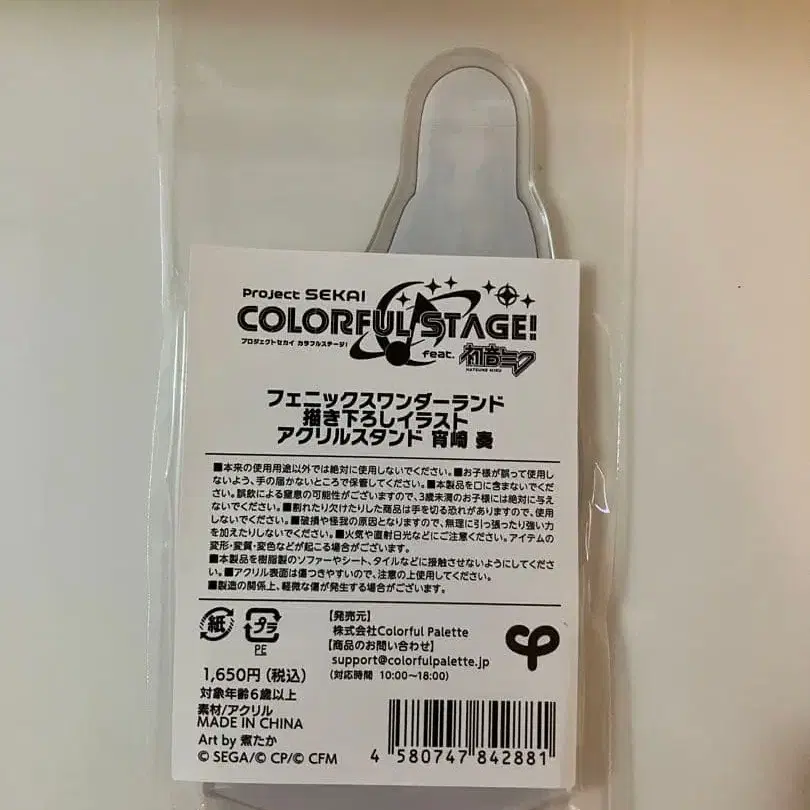 Project SEKAI
COLORFUL STAGE!
プロジェクトセカイ カラフルステージ!
feat. 初音ミク
HATSUNE MIKU
フェニックスワンダーランド
描き下ろしイラスト
アクリルスタンド 宵崎 奏
■本来の使用用途以外では絶対に使用しないでください。■お子様が誤って使用し
ないよう、手の届かないところで保管してください。■本製品を口に含まないでく
ださい。誤飲による窒息の可能性がございますので、3歳未満のお子様には絶対に与え
ないでください。■割れたり欠けたりした商品は手を切る恐れがありますので、使用
しないでください。■破損や怪我の原因となりますので、無理に引っ張ったり強い力
を加えたりしないでください。■火気や直射日光などにご注意ください。アイテムの
変形・変質・変色などが起こる場合がございます。
■本製品を樹脂製のソファーやシート、タイルなどに接触させないようにしてくださ
い。■アクリル表面は傷つきやすいので、注意の上使用してください。
■製造の関係上、軽微な傷が発生する場合がございます。
紙 プラ
PE
【発売元】
株式会社Colorful Palette
【商品のお問い合わせ】
support@colorfulpalette.jp
(対応時間 10:00〜18:00)
1,650円(税込)
対象年齢6歳以上
素材/アクリル
MADE IN CHINA
Art by 煮たか
© SEGA/© CP/© CFM
4 580747 842881